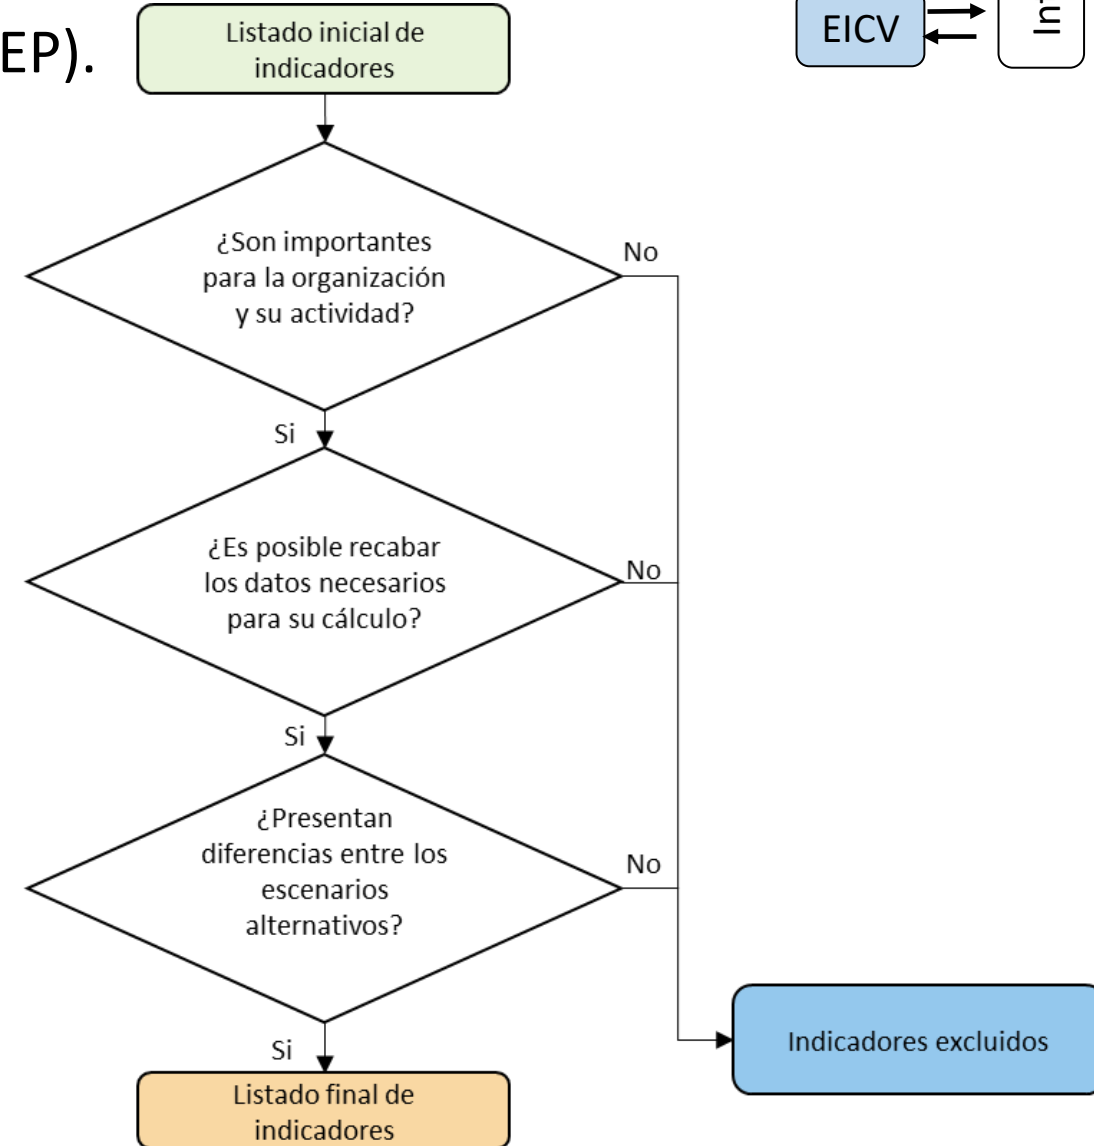 EP).
Listado inicial de
indicadores
EICV
¿Son importantes
para la organización
y su actividad?
No
Si
¿Es posible recabar
los datos necesarios
para su cálculo?
No
Si
¿Presentan
diferencias entre los
escenarios
alternativos?
No
Si
Indicadores excluidos
Listado final de
indicadores